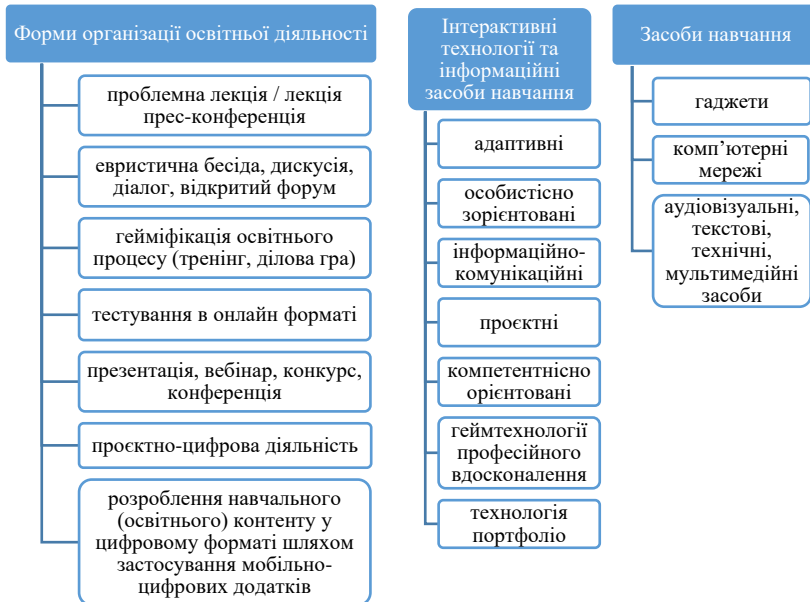 Форми організації освітньої діяльності
проблемна лекція / лекція
прес-конференція
евристична бесіда, дискусія,
діалог, відкритий форум
гейміфікація освітнього
процесу (тренінг, ділова гра)
тестування в онлайн форматі
презентація, вебінар, конкурс,
конференція
проєктно-цифрова діяльність
розроблення навчального
(освітнього) контенту у
цифровому форматі шляхом
застосування мобільно-
цифрових додатків
Інтерактивні
технології та
інформаційні
засоби навчання
адаптивні
особистісно
зорієнтовані
інформаційно-
комунікаційні
проєктні
компетентнісно
орієнтовані
геймтехнології
професійного
вдосконалення
технологія
портфоліо
Засоби навчання
гаджети
комп’ютерні
мережі
аудіовізуальні,
текстові,
технічні,
мультимедійні
засоби